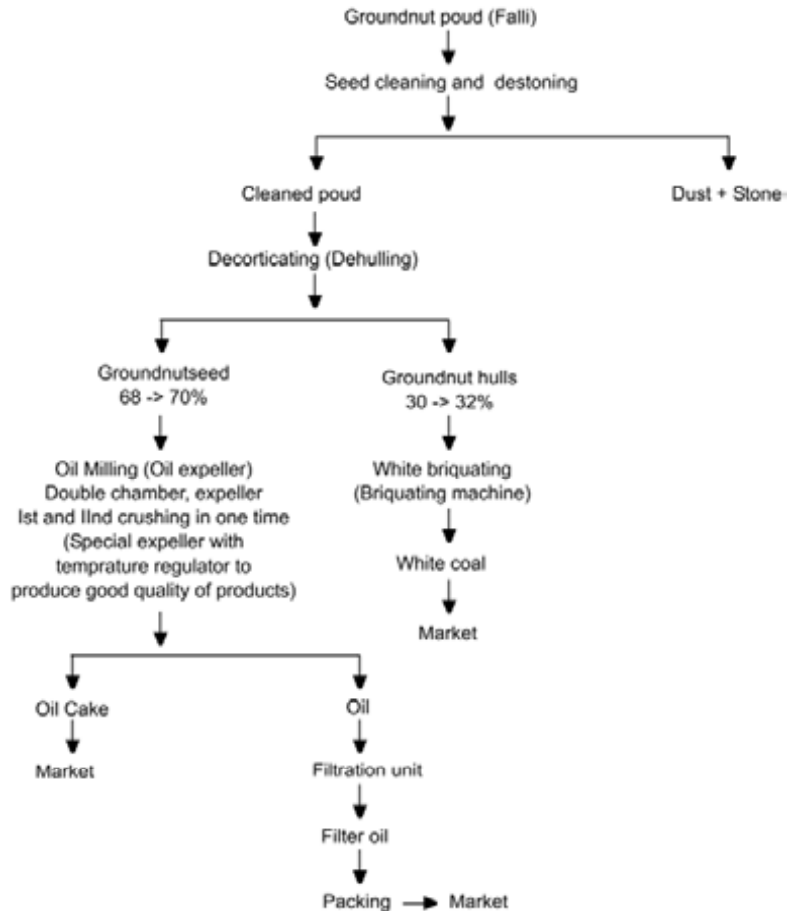 Groundnut poud (Falli)
Seed cleaning and destoning
Cleaned poud
Dust + Stone
Decorticating (Dehulling)
Groundnutseed
68 -> 70%
Groundnut hulls
30 -> 32%
Oil Milling (Oil expeller)
Double chamber, expeller
Ist and IInd crushing in one time
(Special expeller with
temprature regulator to
produce good quality of products)
White briquating
(Briquating machine)
White coal
Market
Oil Cake
Market
Oil
Filtration unit
Filter oil
Packing
Market